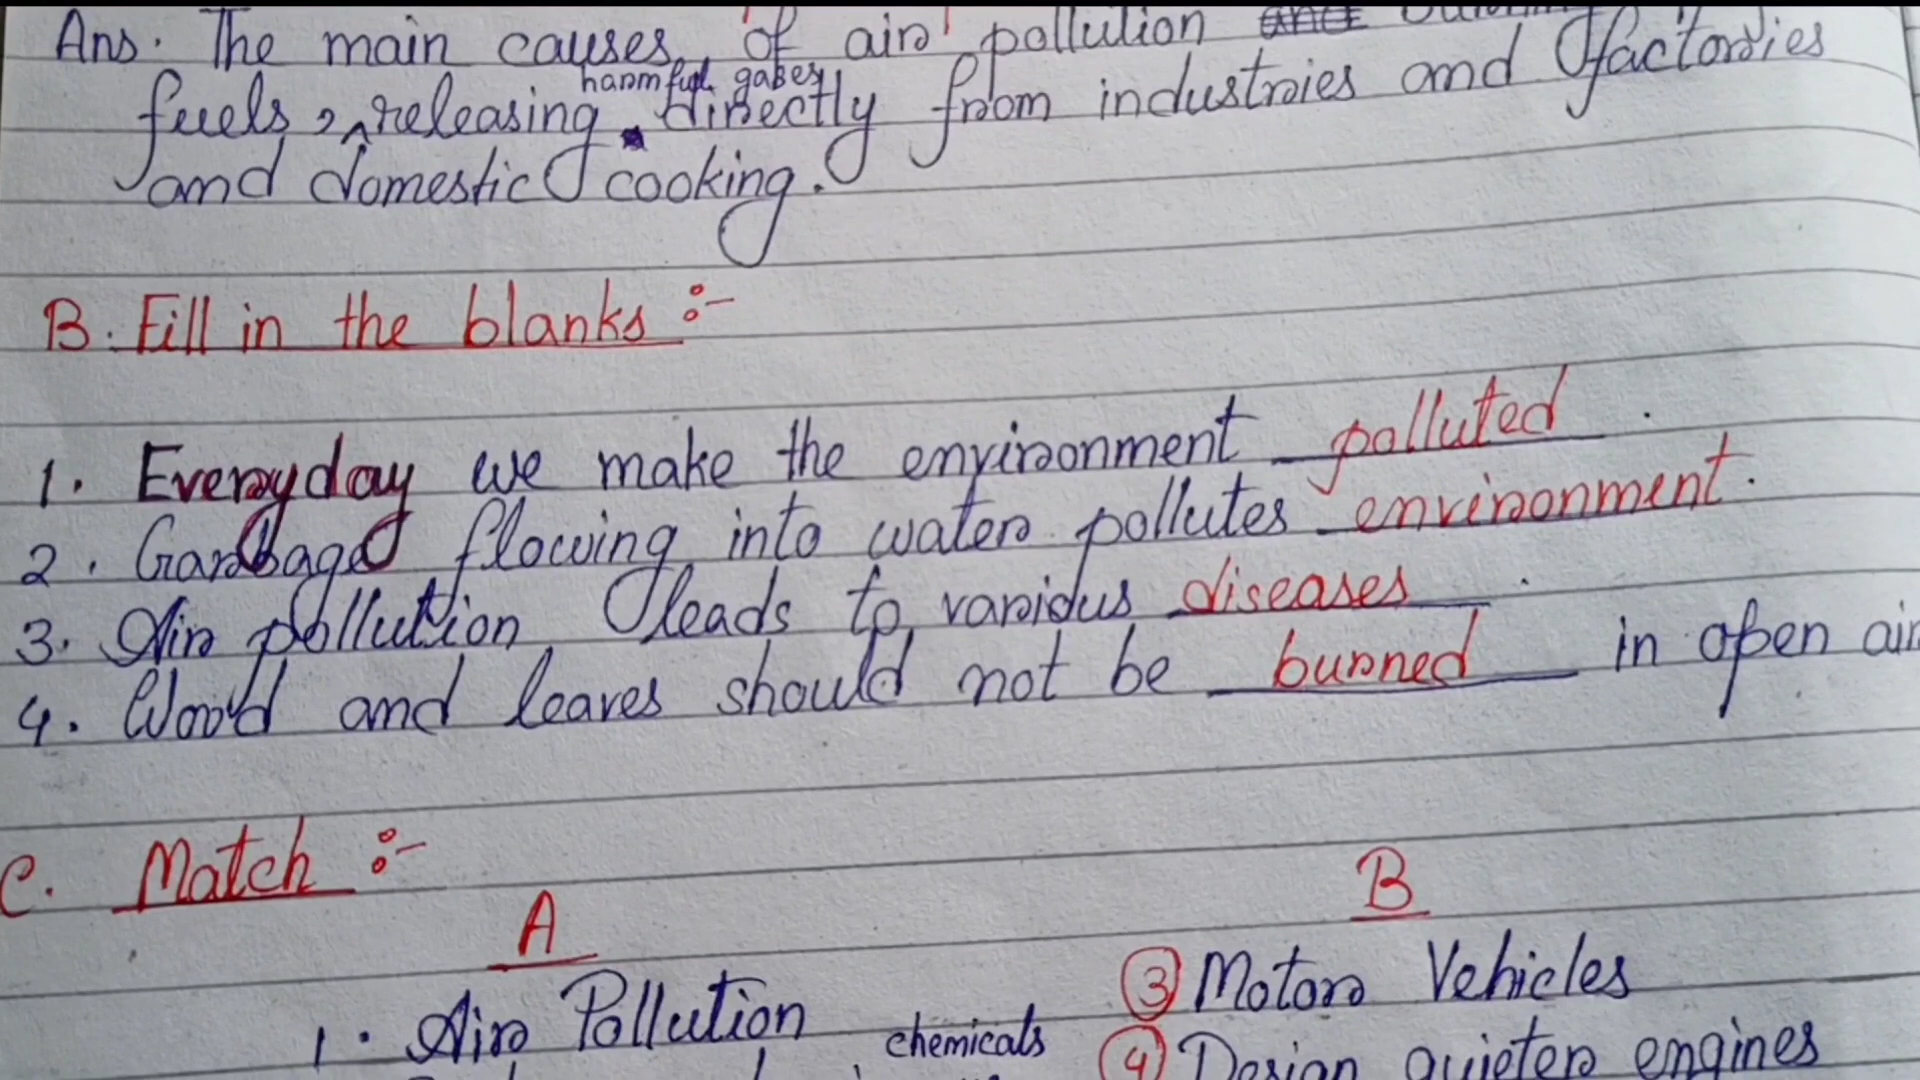 Ans. The main causes of air pollution and
harmful gases
fuels, releasing directly from industries and factories
and domestic cooking.
B. Fill in the blanks :-
1. Everyday we make the environment polluted.
2. Garbage flowing into water pollutes environment.
3. Air pollution leads to various diseases.
4. Wood and leaves should not be burned in open air
C. Match :-
A B
1. Air Pollution ③ Motor Vehicles
chemicals ④ Design quieter engines